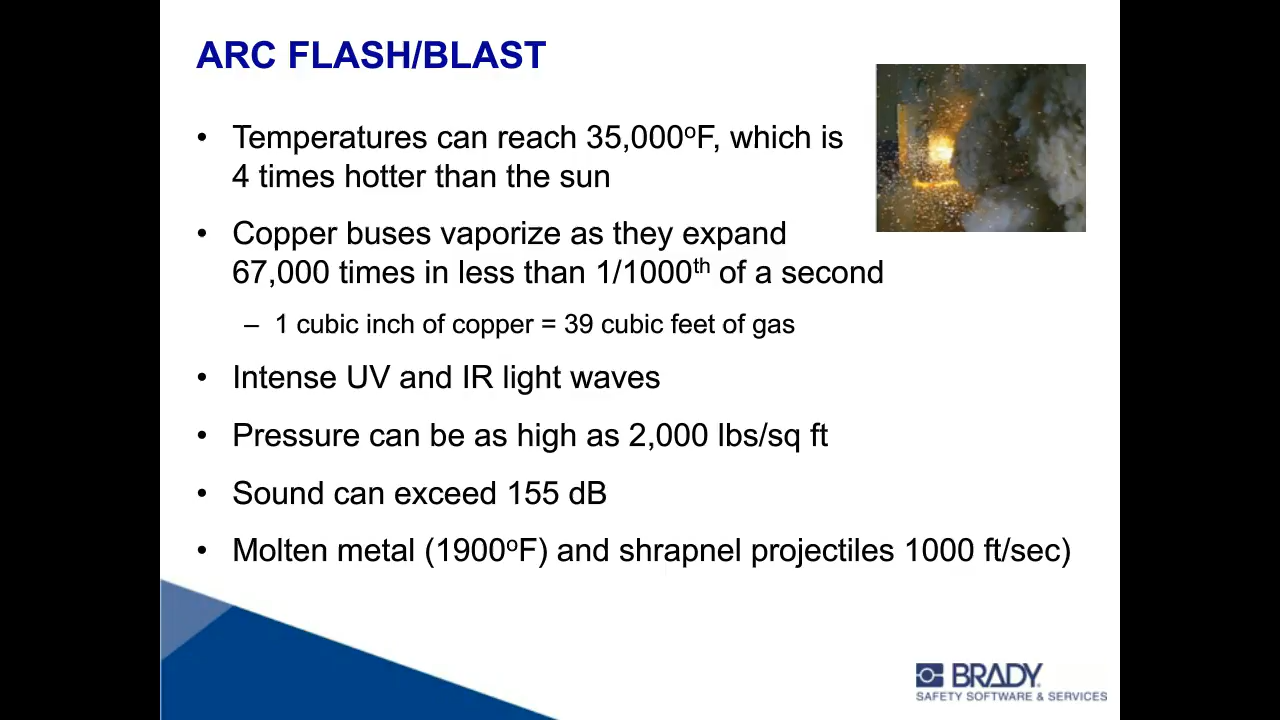 ARC FLASH/BLAST
• Temperatures can reach 35,000°F, which is
4 times hotter than the sun
• Copper buses vaporize as they expand
67,000 times in less than 1/1000th of a second
– 1 cubic inch of copper = 39 cubic feet of gas
• Intense UV and IR light waves
• Pressure can be as high as 2,000 lbs/sq ft
• Sound can exceed 155 dB
• Molten metal (1900°F) and shrapnel projectiles 1000 ft/sec)
BRADY.
SAFETY SOFTWARE & SERVICES